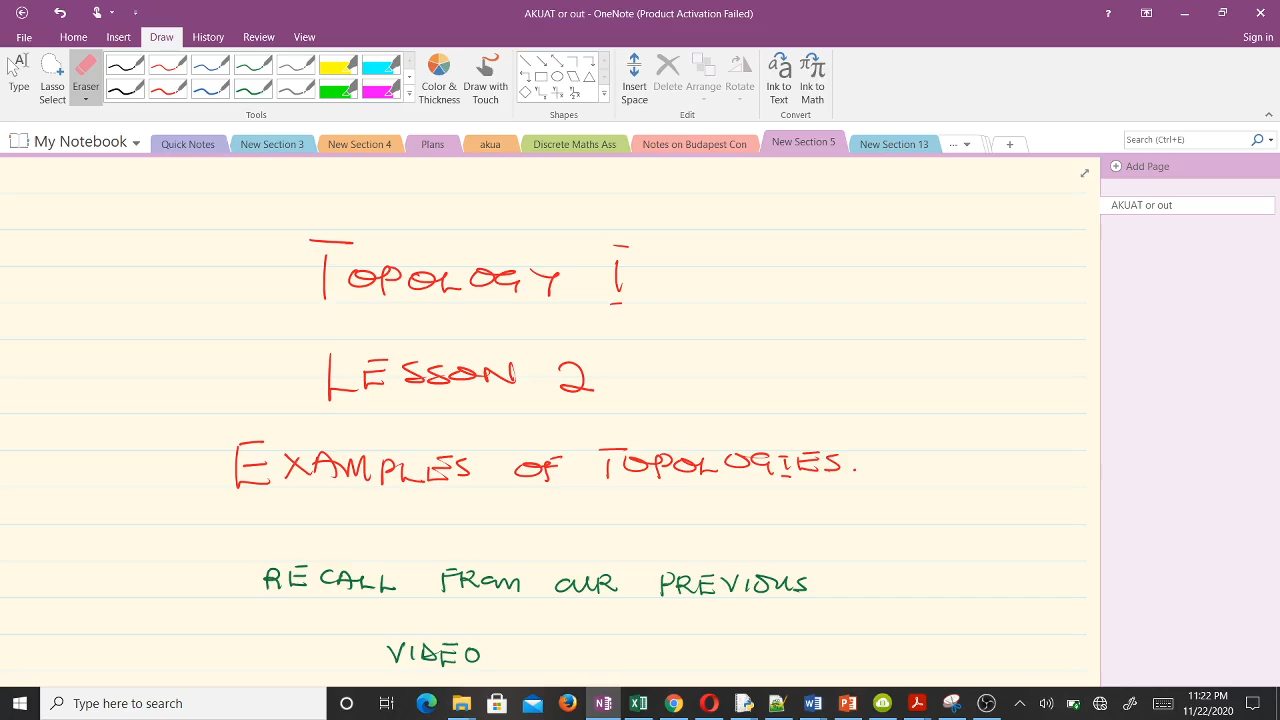 AKUAT or out - OneNote (Product Activation Failed)
File Home Insert Draw History Review View Sign in
Type
Lasso Select
Eraser
Color & Thickness
Draw with Touch
Insert Space
Delete Arrange Rotate
Ink to Text
Ink to Math
Tools Shapes Edit Convert
My Notebook Quick Notes New Section 3 New Section 4 Plans akua Discrete Maths Ass Notes on Budapest Con New Section 5 New Section 13 ... Search (Ctrl+E)
Add Page
AKUAT or out
TOPOLOGY I
LESSON 2
EXAMPLES OF TOPOLOGIES.
RECALL FROM OUR PREVIOUS
VIDEO
Type here to search
11:22 PM
11/22/2020